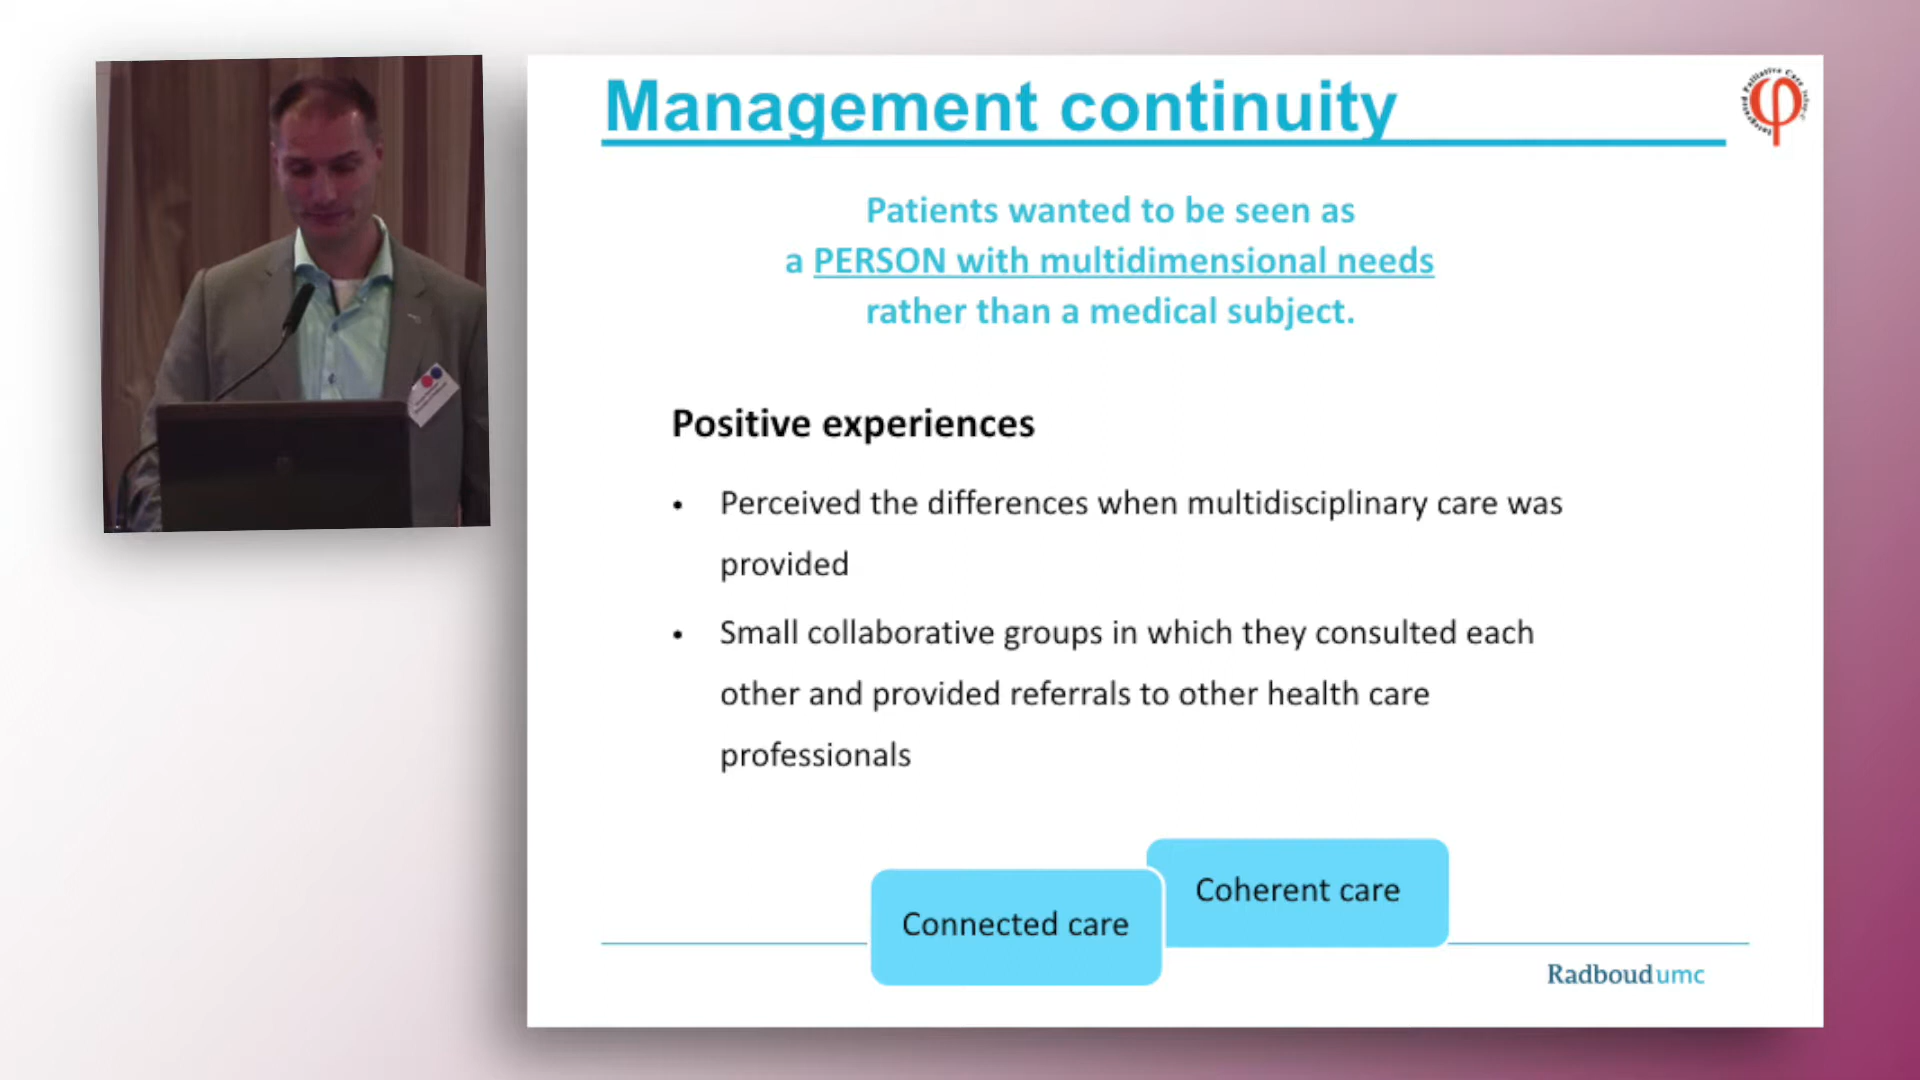 Management continuity
Patients wanted to be seen as
a PERSON with multidimensional needs
rather than a medical subject.
Positive experiences
• Perceived the differences when multidisciplinary care was
provided
• Small collaborative groups in which they consulted each
other and provided referrals to other health care
professionals
Coherent care
Connected care
Radboudumc
Palliative Care